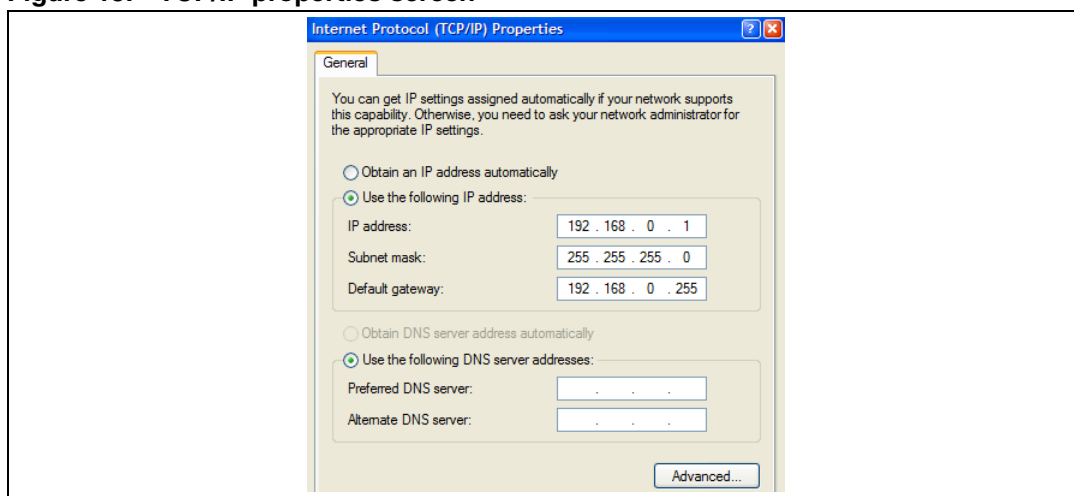 Internet Protocol (TCP/IP) Properties
General
You can get IP settings assigned automatically if your network supports
this capability. Otherwise, you need to ask your network administrator for
the appropriate IP settings.
Obtain an IP address automatically
Use the following IP address:
IP address: 192 . 168 . 0 . 1
Subnet mask: 255 . 255 . 255 . 0
Default gateway: 192 . 168 . 0 . 255
Obtain DNS server address automatically
Use the following DNS server addresses:
Preferred DNS server: . . .
Alternate DNS server: . . .
Advanced...